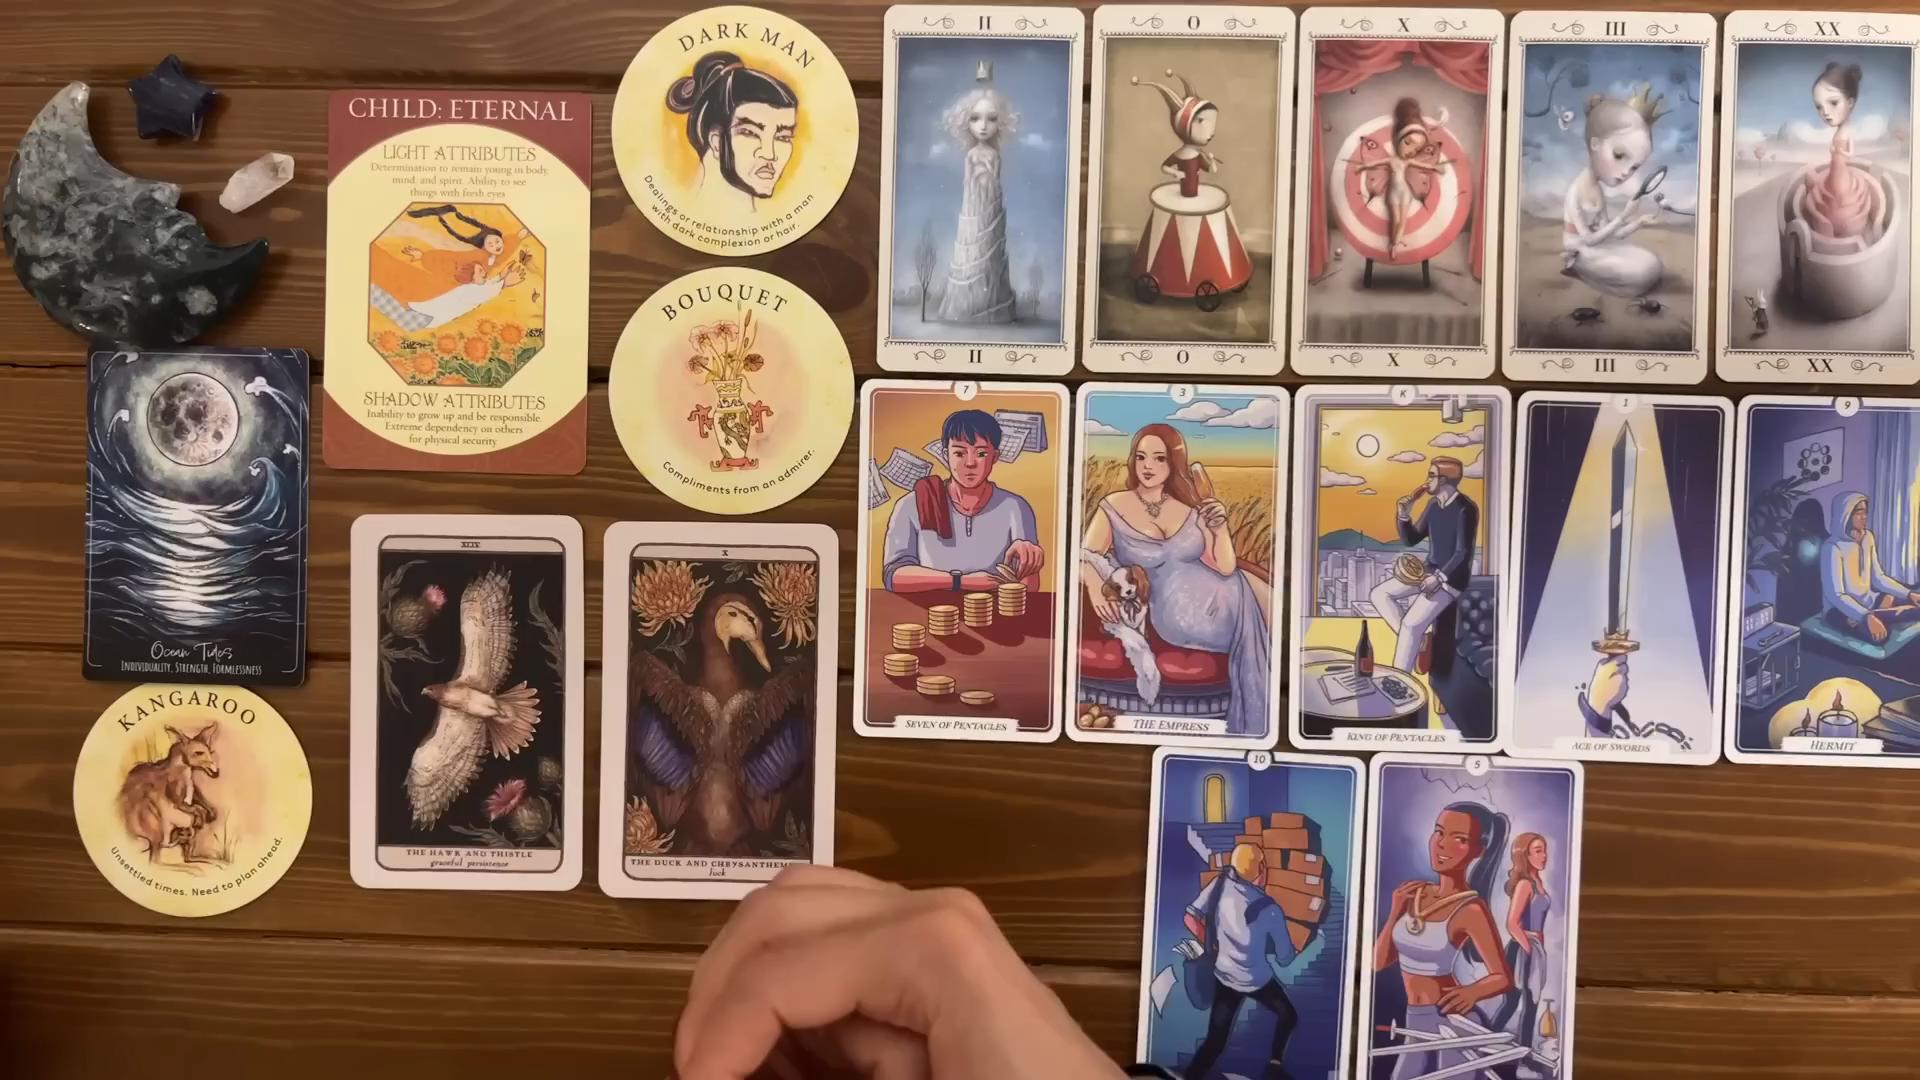 CHILD: ETERNAL
LIGHT ATTRIBUTES
Determination to remain young in body,
mind, and spirit. Ability to see
things with fresh eyes
SHADOW ATTRIBUTES
Inability to grow up and be responsible.
Extreme dependency on others
for physical security
DARK MAN
Dealings or relationship with a man
with dark complexion or hair.
BOUQUET
Compliments from an admirer.
II
II
O
O
X
X
III
III
XX
XX
7
SEVEN OF PENTACLES
3
THE EMPRESS
K
KING OF PENTACLES
1
ACE OF SWORDS
9
HERMIT
Ocean Tides
INDIVIDUALITY, STRENGTH, FORMLESSNESS
KANGAROO
Unsettled times. Need to plan ahead.
THE HAWK AND THISTLE
graceful persistence
X
THE DUCK AND CHRYSANTHEM
luck
10
5